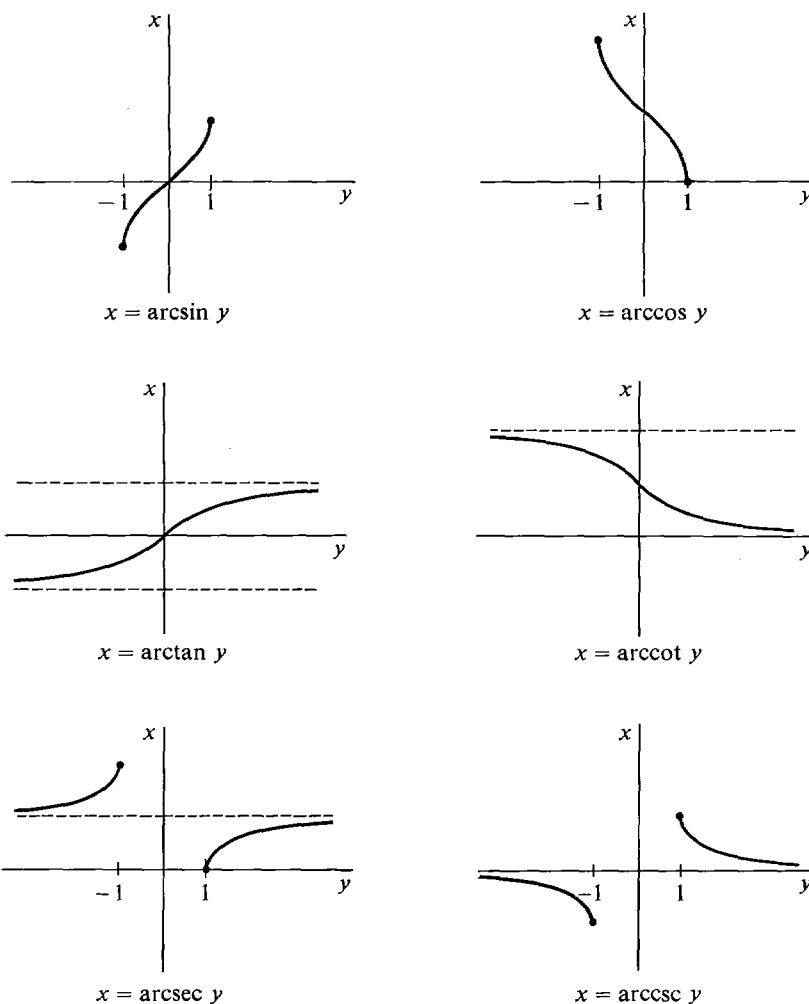 x
−1 1 y
x = arcsin y
x
−1 1 y
x = arccos y
x
y
x = arctan y
x
y
x = arccot y
x
−1 1 y
x = arcsec y
x
−1 1 y
x = arccsc y